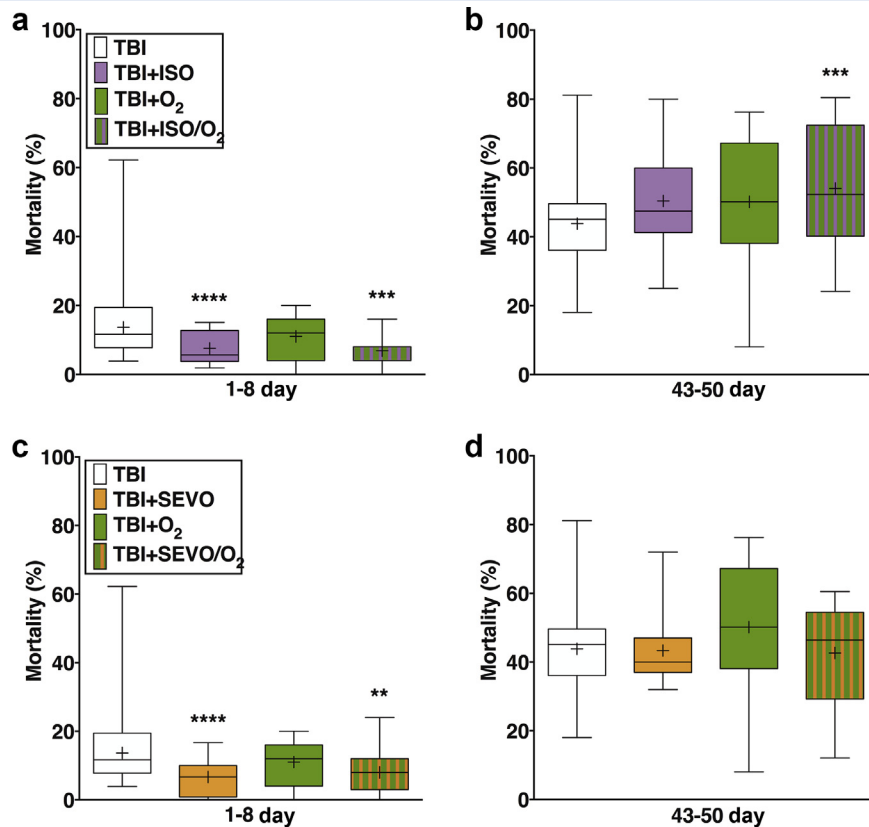 a
Mortality (%)
100
80
60
40
20
0
TBI
TBI+ISO
TBI+O₂
TBI+ISO/O₂
****
***
1-8 day
b
Mortality (%)
100
80
60
40
20
0
***
43-50 day
c
Mortality (%)
100
80
60
40
20
0
TBI
TBI+SEVO
TBI+O₂
TBI+SEVO/O₂
****
**
1-8 day
d
Mortality (%)
100
80
60
40
20
0
43-50 day